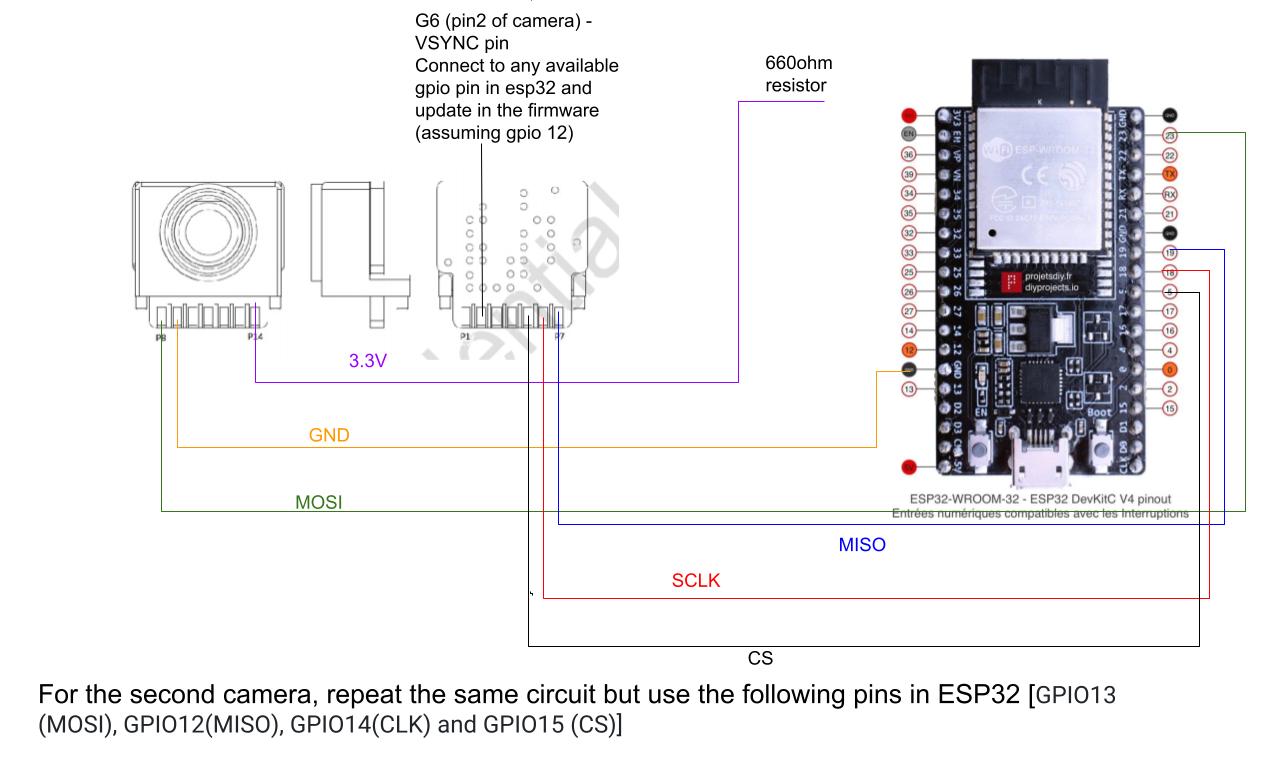 G6 (pin2 of camera) -
VSYNC pin
Connect to any available
gpio pin in esp32 and
update in the firmware
(assuming gpio 12)
660ohm
resistor
ential
P8
P14
P1
P7
3.3V
GND
MOSI
MISO
SCLK
CS
EN
36
39
34
35
32
33
25
26
27
14
12
13
3V3
EN
VP
VN
34
35
32
33
25
26
27
14
12
GND
13
D2
D3
5V
WiFi ESP-WROOM-32
CE
projetsdiy.fr
diyprojects.io
EN
Boot
GND
23
22
TX
RX
21
GND
19
18
5
17
16
4
0
2
15
D1
D0
CLK
23
22
TX
RX
21
19
18
5
17
16
4
0
2
15
ESP32-WROOM-32 - ESP32 DevKitC V4 pinout
Entrées numériques compatibles avec les Interruptions
For the second camera, repeat the same circuit but use the following pins in ESP32 [GPIO13
(MOSI), GPIO12(MISO), GPIO14(CLK) and GPIO15 (CS)]